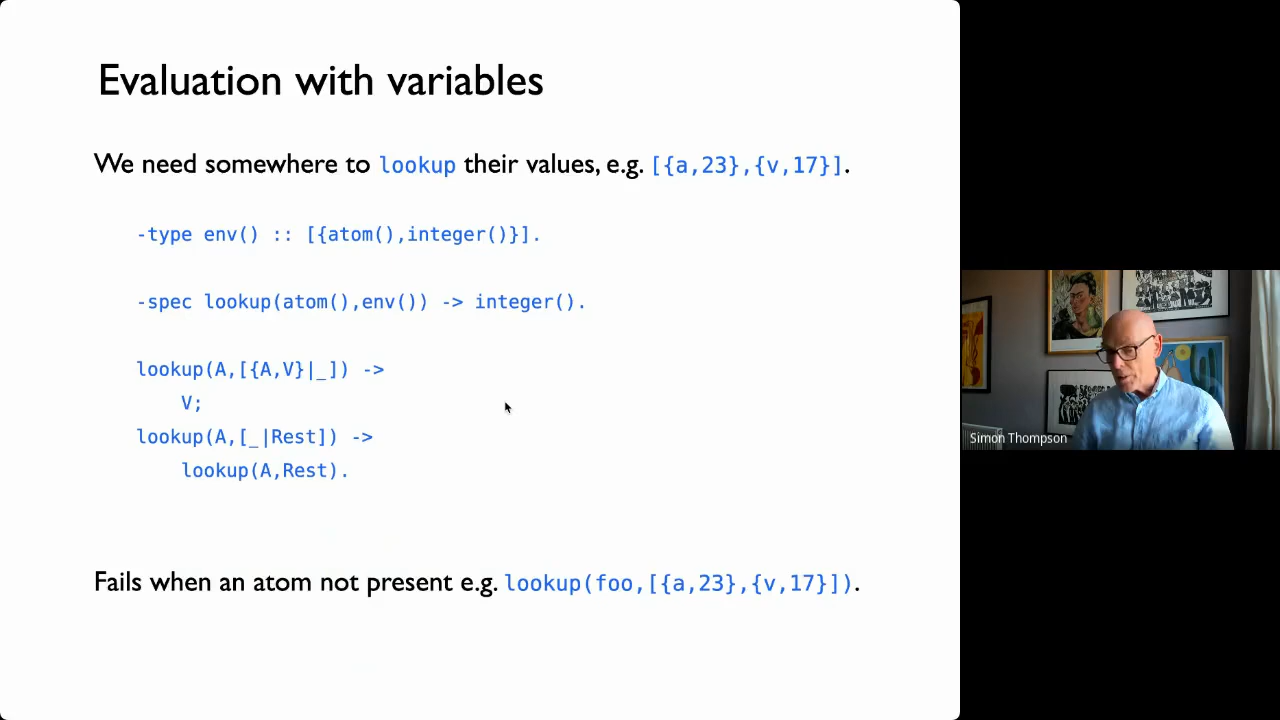 Evaluation with variables
We need somewhere to lookup their values, e.g. [{a,23},{v,17}].
-type env() :: [{atom(),integer()}].
-spec lookup(atom(),env()) -> integer().
lookup(A,[{A,V}|_]) ->
V;
lookup(A,[_|Rest]) ->
lookup(A,Rest).
Fails when an atom not present e.g. lookup(foo,[{a,23},{v,17}]).
Simon Thompson